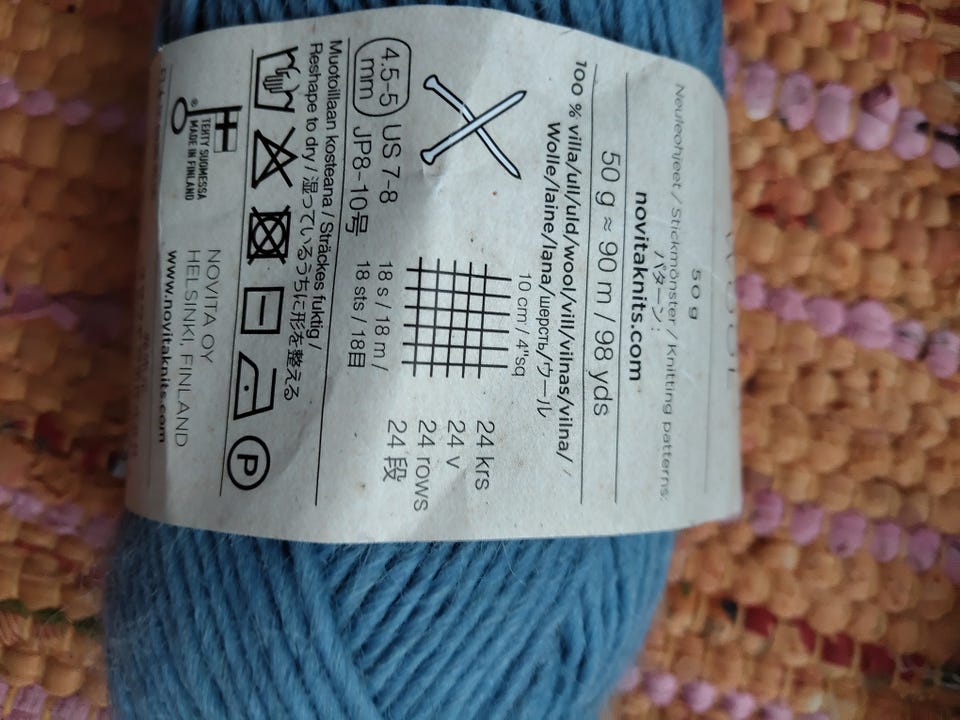 50 g
Neuleohjeet / Stickmönster / Knitting patterns:
パターン:
novitaknits.com
50 g ≈ 90 m / 98 yds
100 % villa/ull/uld/wool/vill/vilnas/vilna/
Wolle/laine/lana/шерсть/ウール
10 cm / 4"sq
24 krs
24 v
24 rows
24 段
4.5-5 mm
US 7-8
JP8-10号
18 s / 18 m /
18 sts / 18目
Muotoillaan kosteana / Sträckes fuktig /
Reshape to dry / 湿っているうちに形を整える
P
® TEHTY SUOMESSA
MADE IN FINLAND
NOVITA OY
HELSINKI, FINLAND
www.novitaknits.com